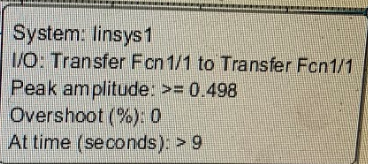 System: linsys1
I/O: Transfer Fcn1/1 to Transfer Fcn1/1
Peak amplitude: >= 0.498
Overshoot (%): 0
At time (seconds): > 9